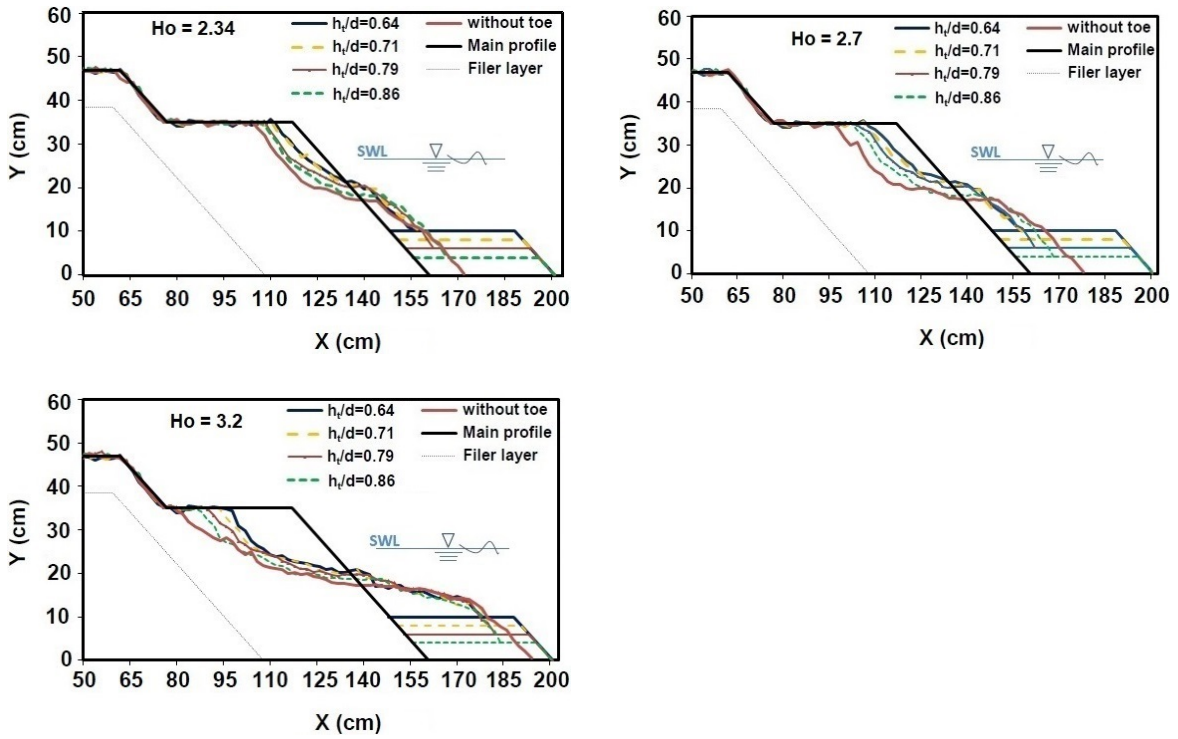 Ho = 2.34
h_t/d=0.64
h_t/d=0.71
h_t/d=0.79
h_t/d=0.86
without toe
Main profile
Filer layer
SWL
Y (cm)
60
50
40
30
20
10
0
50 65 80 95 110 125 140 155 170 185 200
X (cm)
Ho = 2.7
h_t/d=0.64
h_t/d=0.71
h_t/d=0.79
h_t/d=0.86
without toe
Main profile
Filer layer
SWL
Y (cm)
60
50
40
30
20
10
0
50 65 80 95 110 125 140 155 170 185 200
X (cm)
Ho = 3.2
h_t/d=0.64
h_t/d=0.71
h_t/d=0.79
h_t/d=0.86
without toe
Main profile
Filer layer
SWL
Y (cm)
60
50
40
30
20
10
0
50 65 80 95 110 125 140 155 170 185 200
X (cm)